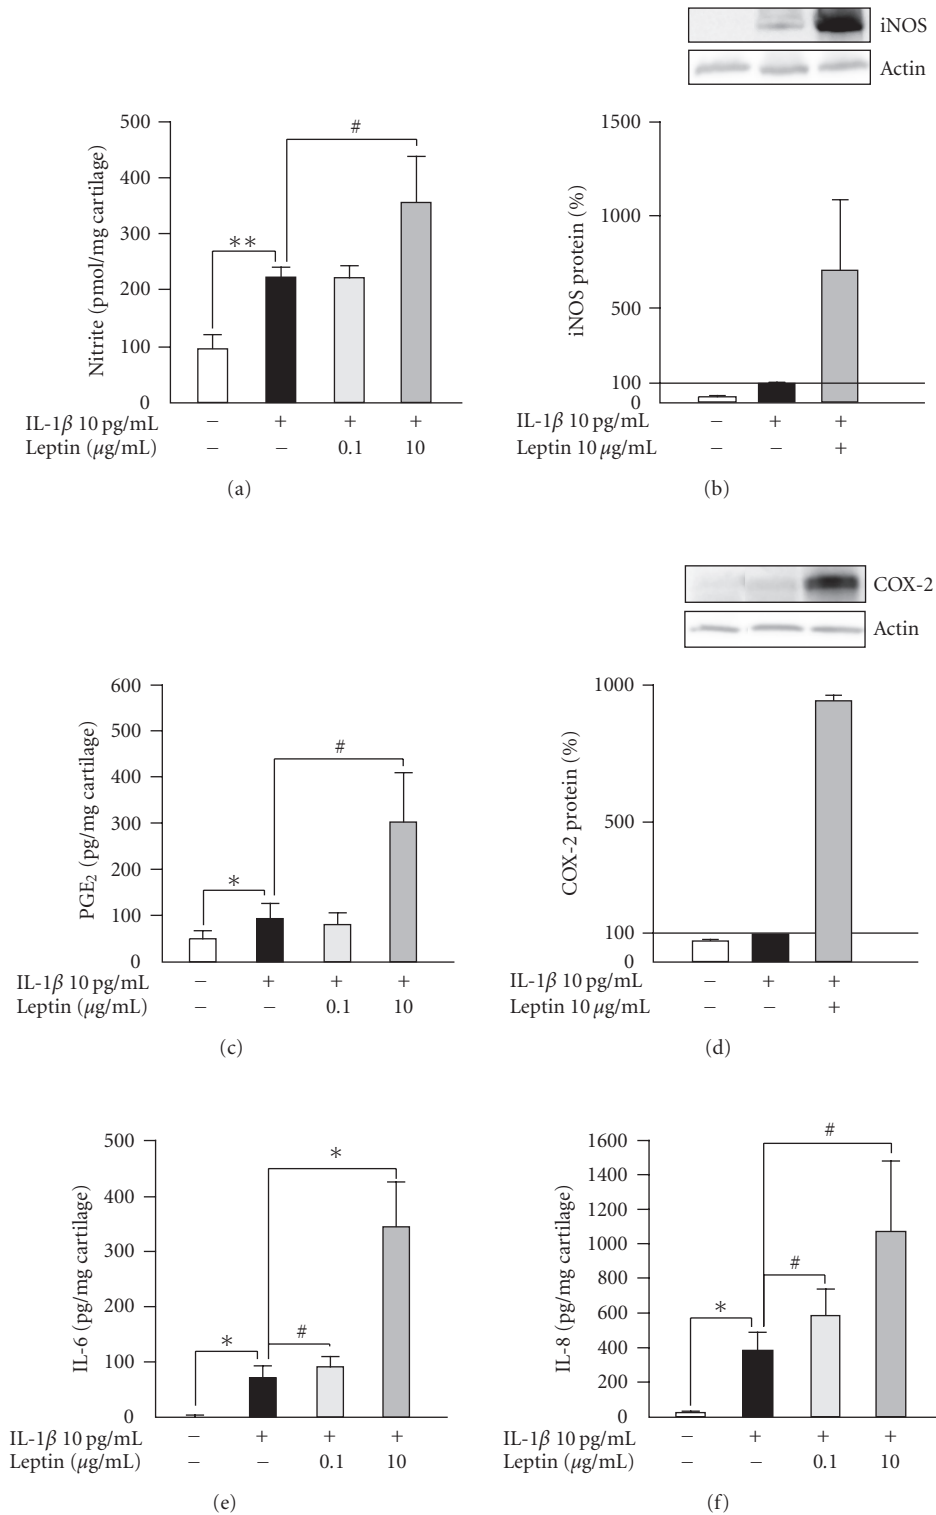 iNOS
Actin
500
400
300
200
100
0
Nitrite (pmol/mg cartilage)
**
#
IL-1β 10 pg/mL − + + +
Leptin (μg/mL) − − 0.1 10
(a)
1500
1000
500
100
0
iNOS protein (%)
IL-1β 10 pg/mL − + +
Leptin 10 μg/mL − − +
(b)
COX-2
Actin
600
500
400
300
200
100
0
PGE₂ (pg/mg cartilage)
*
#
IL-1β 10 pg/mL − + + +
Leptin (μg/mL) − − 0.1 10
(c)
1000
500
100
0
COX-2 protein (%)
IL-1β 10 pg/mL − + +
Leptin 10 μg/mL − − +
(d)
500
400
300
200
100
0
IL-6 (pg/mg cartilage)
*
#
*
IL-1β 10 pg/mL − + + +
Leptin (μg/mL) − − 0.1 10
(e)
1600
1400
1200
1000
800
600
400
200
0
IL-8 (pg/mg cartilage)
*
#
#
IL-1β 10 pg/mL − + + +
Leptin (μg/mL) − − 0.1 10
(f)